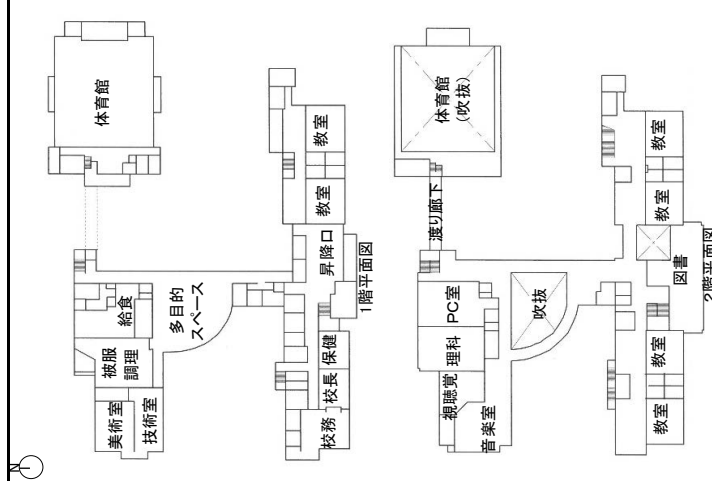 体育館
教室
教室
昇降口
給食
多目的
スペース
被服
調理
美術室
技術室
保健
校長
校務
1階平面図
体育館
(吹抜)
渡り廊下
教室
教室
PC室
吹抜
理科
視聴覚
音楽室
図書
教室
教室
2階平面図
N